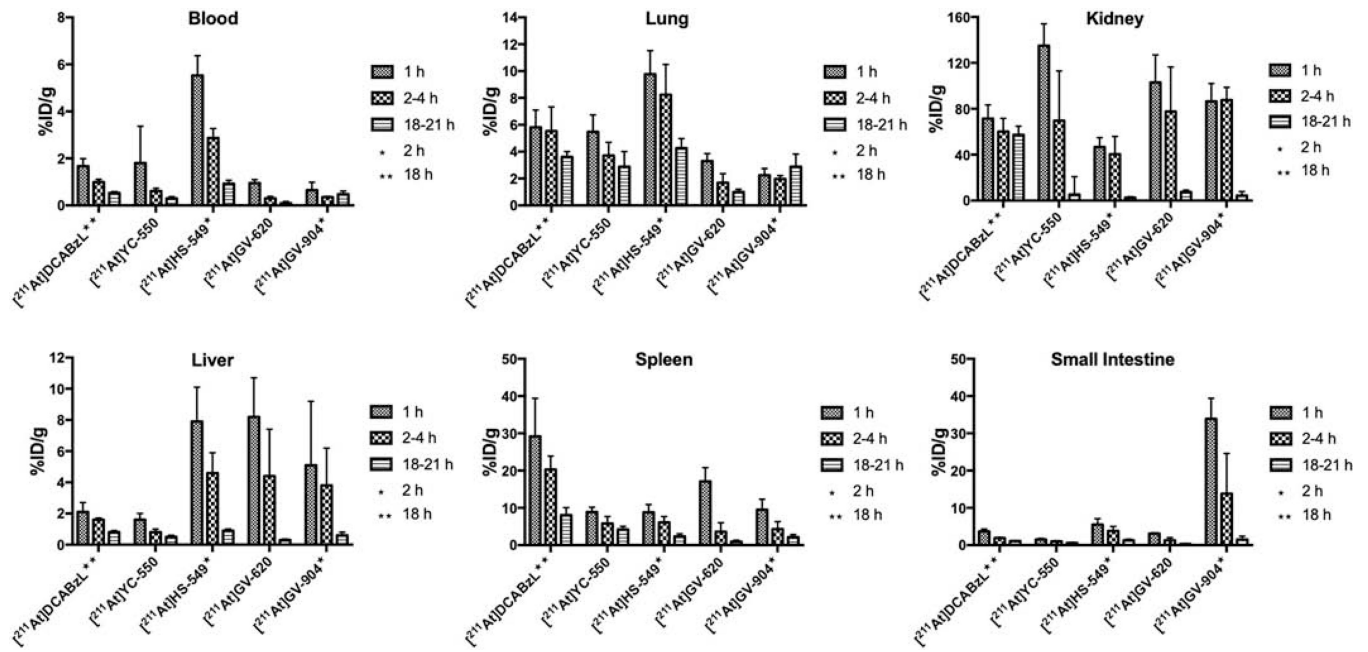 Blood
%ID/g
8
6
4
2
0
1 h
2-4 h
18-21 h
⋆ 2 h
⋆⋆ 18 h
[²¹¹At]DCABzL⋆⋆
[²¹¹At]YC-550
[²¹¹At]HS-549⋆
[²¹¹At]GV-620
[²¹¹At]GV-904⋆
Lung
%ID/g
14
12
10
8
6
4
2
0
1 h
2-4 h
18-21 h
⋆ 2 h
⋆⋆ 18 h
[²¹¹At]DCABzL⋆⋆
[²¹¹At]YC-550
[²¹¹At]HS-549⋆
[²¹¹At]GV-620
[²¹¹At]GV-904⋆
Kidney
%ID/g
160
120
80
40
0
1 h
2-4 h
18-21 h
⋆ 2 h
⋆⋆ 18 h
[²¹¹At]DCABzL⋆⋆
[²¹¹At]YC-550
[²¹¹At]HS-549⋆
[²¹¹At]GV-620
[²¹¹At]GV-904⋆
Liver
%ID/g
12
10
8
6
4
2
0
1 h
2-4 h
18-21 h
⋆ 2 h
⋆⋆ 18 h
[²¹¹At]DCABzL⋆⋆
[²¹¹At]YC-550
[²¹¹At]HS-549⋆
[²¹¹At]GV-620
[²¹¹At]GV-904⋆
Spleen
%ID/g
50
40
30
20
10
0
1 h
2-4 h
18-21 h
⋆ 2 h
⋆⋆ 18 h
[²¹¹At]DCABzL⋆⋆
[²¹¹At]YC-550
[²¹¹At]HS-549⋆
[²¹¹At]GV-620
[²¹¹At]GV-904⋆
Small Intestine
%ID/g
50
40
30
20
10
0
1 h
2-4 h
18-21 h
⋆ 2 h
⋆⋆ 18 h
[²¹¹At]DCABzL⋆⋆
[²¹¹At]YC-550
[²¹¹At]HS-549⋆
[²¹¹At]GV-620
[²¹¹At]GV-904⋆